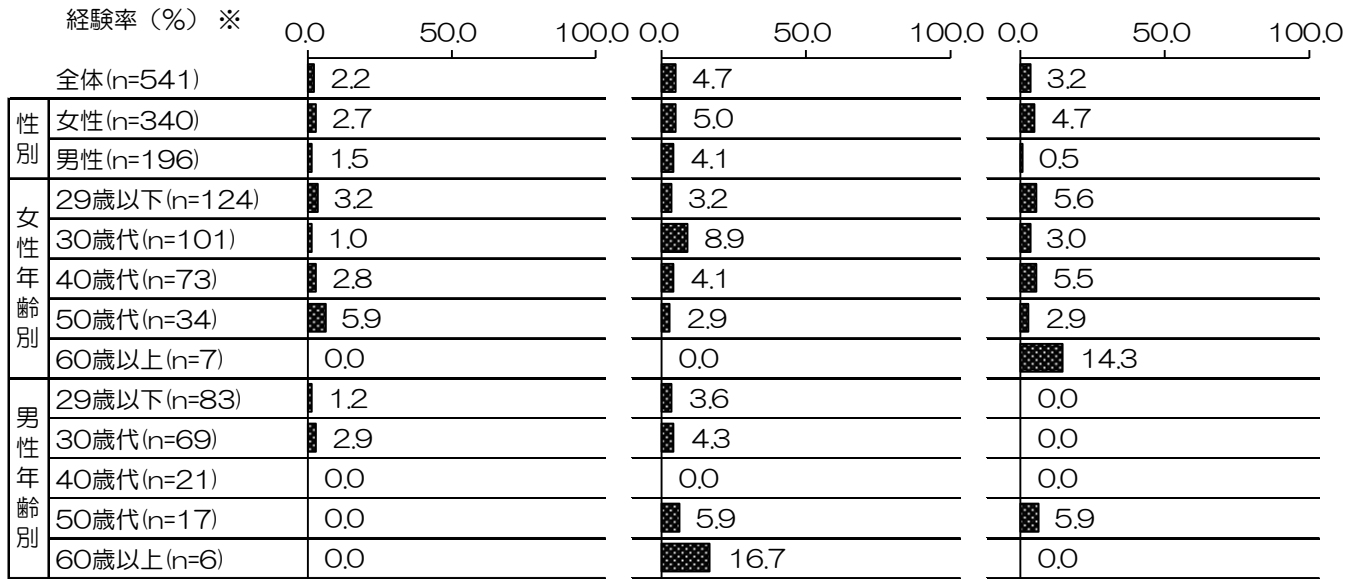 経験率（%）※
0.0 50.0 100.0 0.0 50.0 100.0 0.0 50.0 100.0
全体(n=541) 2.2 4.7 3.2
性別
女性(n=340) 2.7 5.0 4.7
男性(n=196) 1.5 4.1 0.5
女性年齢別
29歳以下(n=124) 3.2 3.2 5.6
30歳代(n=101) 1.0 8.9 3.0
40歳代(n=73) 2.8 4.1 5.5
50歳代(n=34) 5.9 2.9 2.9
60歳以上(n=7) 0.0 0.0 14.3
男性年齢別
29歳以下(n=83) 1.2 3.6 0.0
30歳代(n=69) 2.9 4.3 0.0
40歳代(n=21) 0.0 0.0 0.0
50歳代(n=17) 0.0 5.9 5.9
60歳以上(n=6) 0.0 16.7 0.0